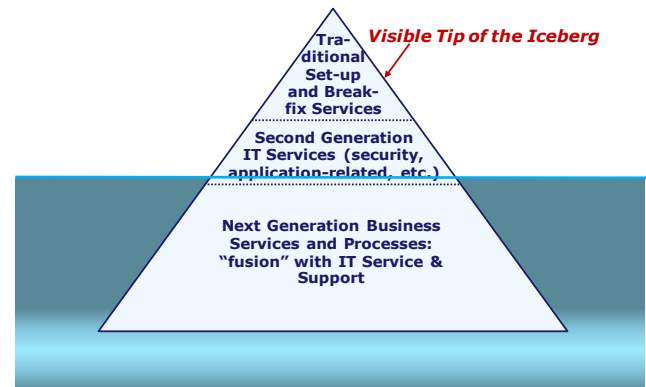 Visible Tip of the Iceberg
Tra-
ditional
Set-up
and Break-
fix Services
Second Generation
IT Services (security,
application-related, etc.)
Next Generation Business
Services and Processes:
“fusion” with IT Service &
Support